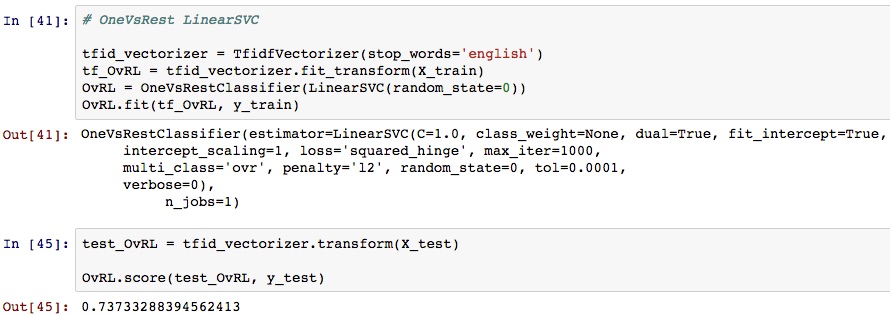 In [41]: # OneVsRest LinearSVC
tfid_vectorizer = TfidfVectorizer(stop_words='english')
tf_OvRL = tfid_vectorizer.fit_transform(X_train)
OvRL = OneVsRestClassifier(LinearSVC(random_state=0))
OvRL.fit(tf_OvRL, y_train)
Out[41]: OneVsRestClassifier(estimator=LinearSVC(C=1.0, class_weight=None, dual=True, fit_intercept=True,
intercept_scaling=1, loss='squared_hinge', max_iter=1000,
multi_class='ovr', penalty='l2', random_state=0, tol=0.0001,
verbose=0),
n_jobs=1)
In [45]: test_OvRL = tfid_vectorizer.transform(X_test)
OvRL.score(test_OvRL, y_test)
Out[45]: 0.73733288394562413